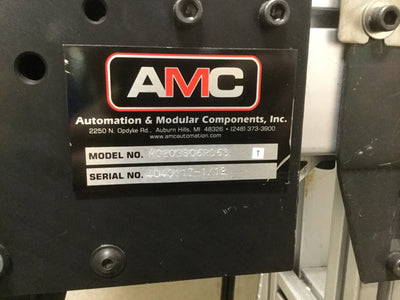 AMC
Automation & Modular Components, Inc.
2250 N. Opdyke Rd., Auburn Hills, MI 48326 • (248) 373-3900
www.amcautomation.com
MODEL NO. T
SERIAL NO.